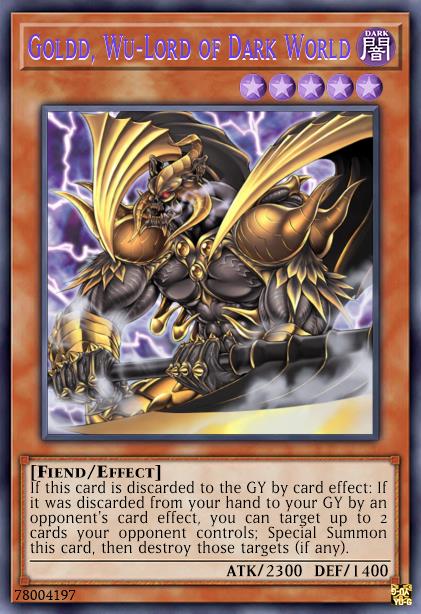 Goldd, Wu-Lord of Dark World
DARK
闇
[Fiend/Effect]
If this card is discarded to the GY by card effect: If
it was discarded from your hand to your GY by an
opponent's card effect, you can target up to 2
cards your opponent controls; Special Summon
this card, then destroy those targets (if any).
ATK/2300 DEF/1400
78004197